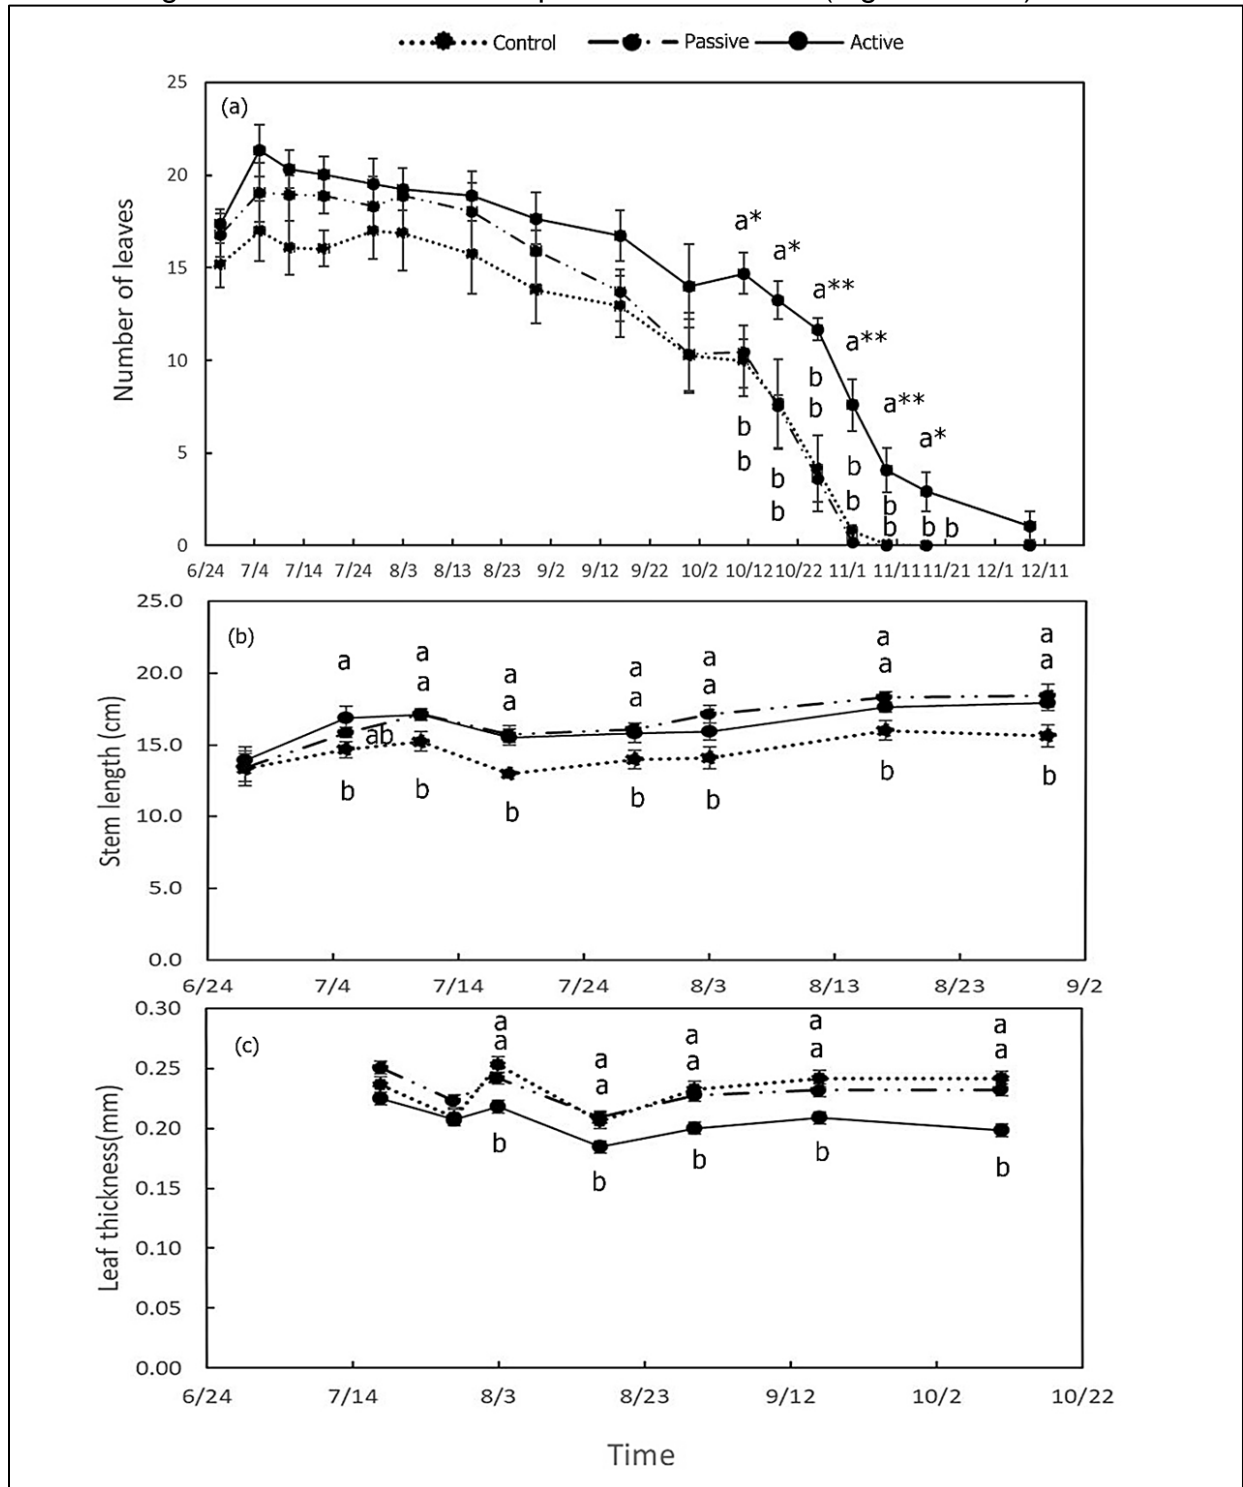 Control Passive Active
(a)
Number of leaves
25
20
15
10
5
0
a*
a*
a**
a**
a**
a*
b
b
b
b
b
b
b
b
b
b
b b
6/24 7/4 7/14 7/24 8/3 8/13 8/23 9/2 9/12 9/22 10/2 10/12 10/22 11/1 11/11 11/21 12/1 12/11
(b)
Stem length (cm)
25.0
20.0
15.0
10.0
5.0
0.0
a a a a a a a
a a a a a a
ab
b b b b b b b
6/24 7/4 7/14 7/24 8/3 8/13 8/23 9/2
(c)
Leaf thickness(mm)
0.30
0.25
0.20
0.15
0.10
0.05
0.00
a a a a a
a a a a a
b b b b b
6/24 7/14 8/3 8/23 9/12 10/2 10/22
Time